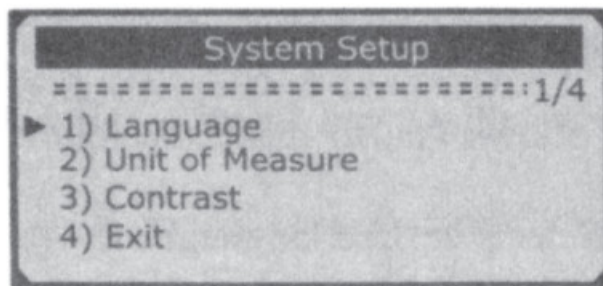 System Setup
1/4
1) Language
2) Unit of Measure
3) Contrast
4) Exit